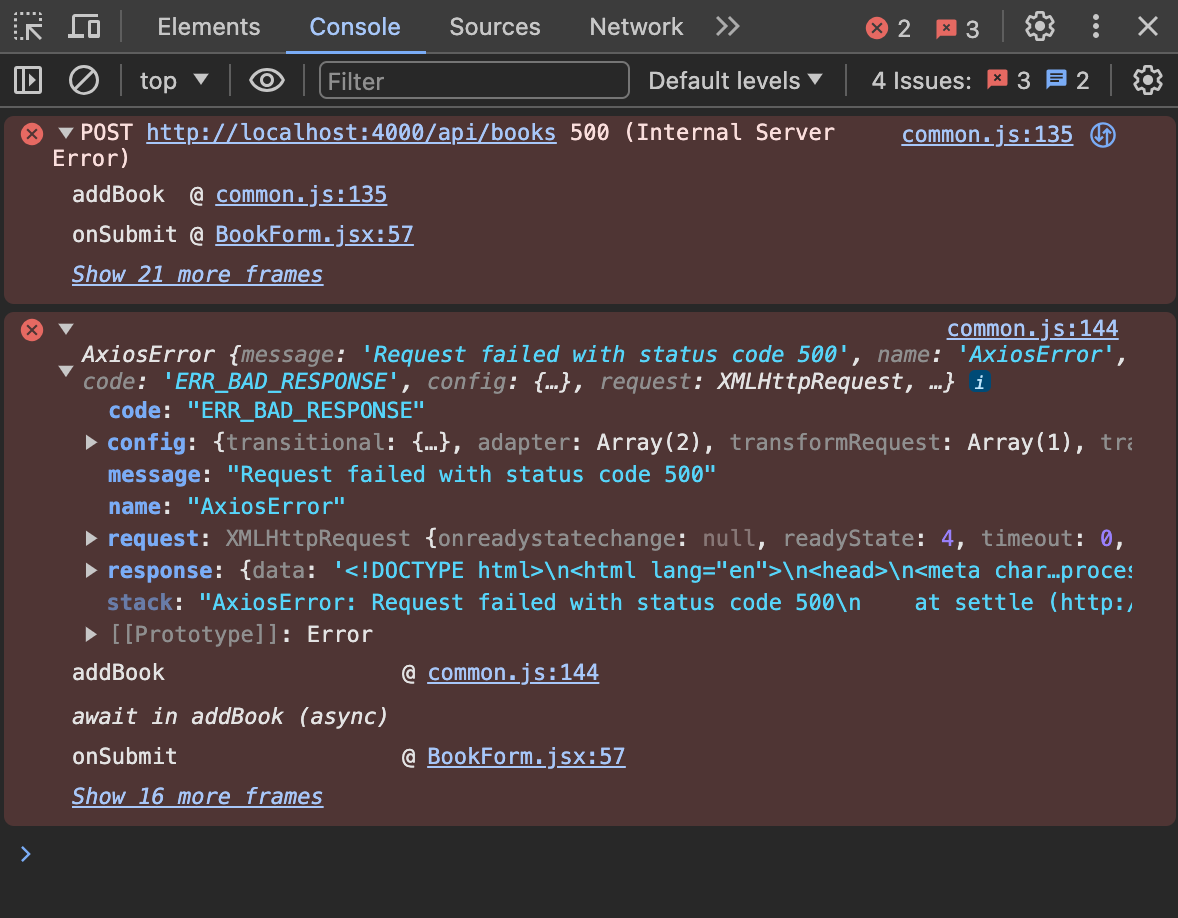 Elements Console Sources Network 2 3
top Filter Default levels 4 Issues: 3 2
POST http://localhost:4000/api/books 500 (Internal Server common.js:135
Error)
addBook @ common.js:135
onSubmit @ BookForm.jsx:57
Show 21 more frames
common.js:144
AxiosError {message: 'Request failed with status code 500', name: 'AxiosError',
code: 'ERR_BAD_RESPONSE', config: {…}, request: XMLHttpRequest, …} i
code: "ERR_BAD_RESPONSE"
config: {transitional: {…}, adapter: Array(2), transformRequest: Array(1), tra
message: "Request failed with status code 500"
name: "AxiosError"
request: XMLHttpRequest {onreadystatechange: null, readyState: 4, timeout: 0,
response: {data: '<!DOCTYPE html>\n<html lang="en">\n<head>\n<meta char…proces
stack: "AxiosError: Request failed with status code 500\n    at settle (http:/
[[Prototype]]: Error
addBook @ common.js:144
await in addBook (async)
onSubmit @ BookForm.jsx:57
Show 16 more frames